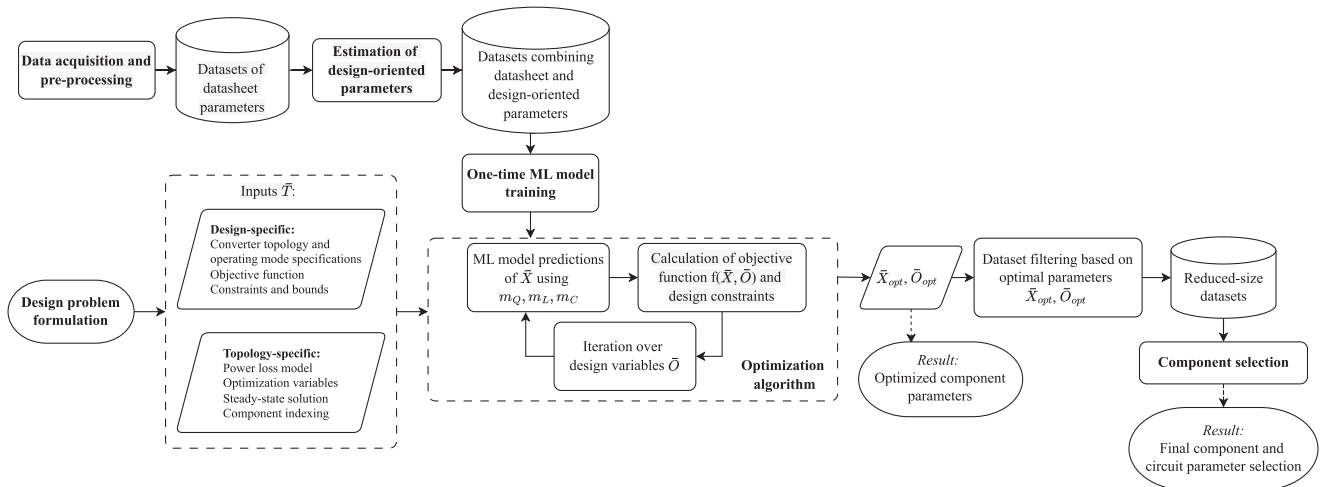 Data acquisition and
pre-processing
Datasets of
datasheet
parameters
Estimation of
design-oriented
parameters
Datasets combining
datasheet and
design-oriented
parameters
One-time ML model
training
Design problem
formulation
Inputs T̄:
Design-specific:
Converter topology and
operating mode specifications
Objective function
Constraints and bounds
Topology-specific:
Power loss model
Optimization variables
Steady-state solution
Component indexing
ML model predictions
of X̄ using
m_Q, m_L, m_C
Calculation of objective
function f(X̄, Ō) and
design constraints
Iteration over
design variables Ō
Optimization
algorithm
X̄_opt, Ō_opt
Result:
Optimized component
parameters
Dataset filtering based on
optimal parameters
X̄_opt, Ō_opt
Reduced-size
datasets
Component selection
Result:
Final component and
circuit parameter selection